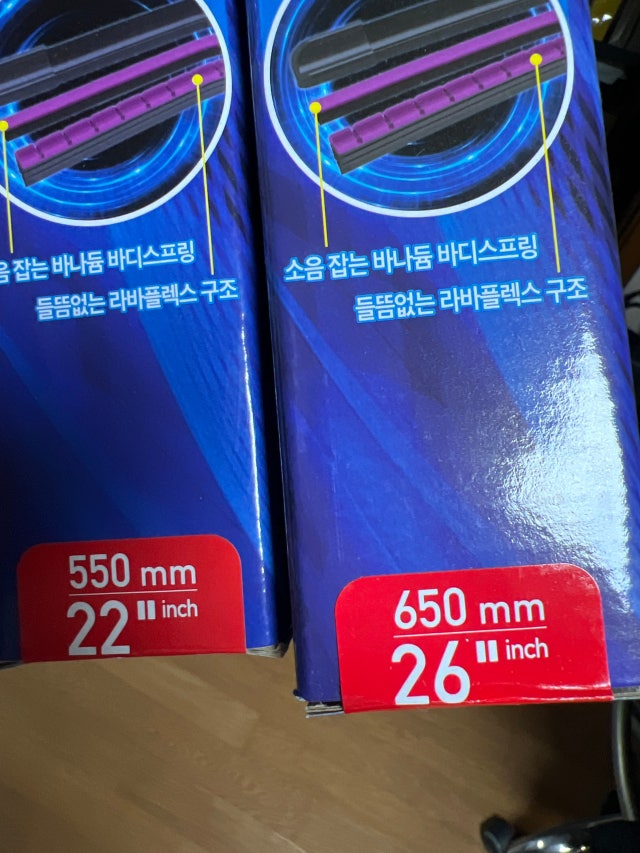 음 잡는 바나듐 바디스프링
들뜸없는 라바플렉스 구조
550 mm
22" inch
소음 잡는 바나듐 바디스프링
들뜸없는 라바플렉스 구조
650 mm
26" inch